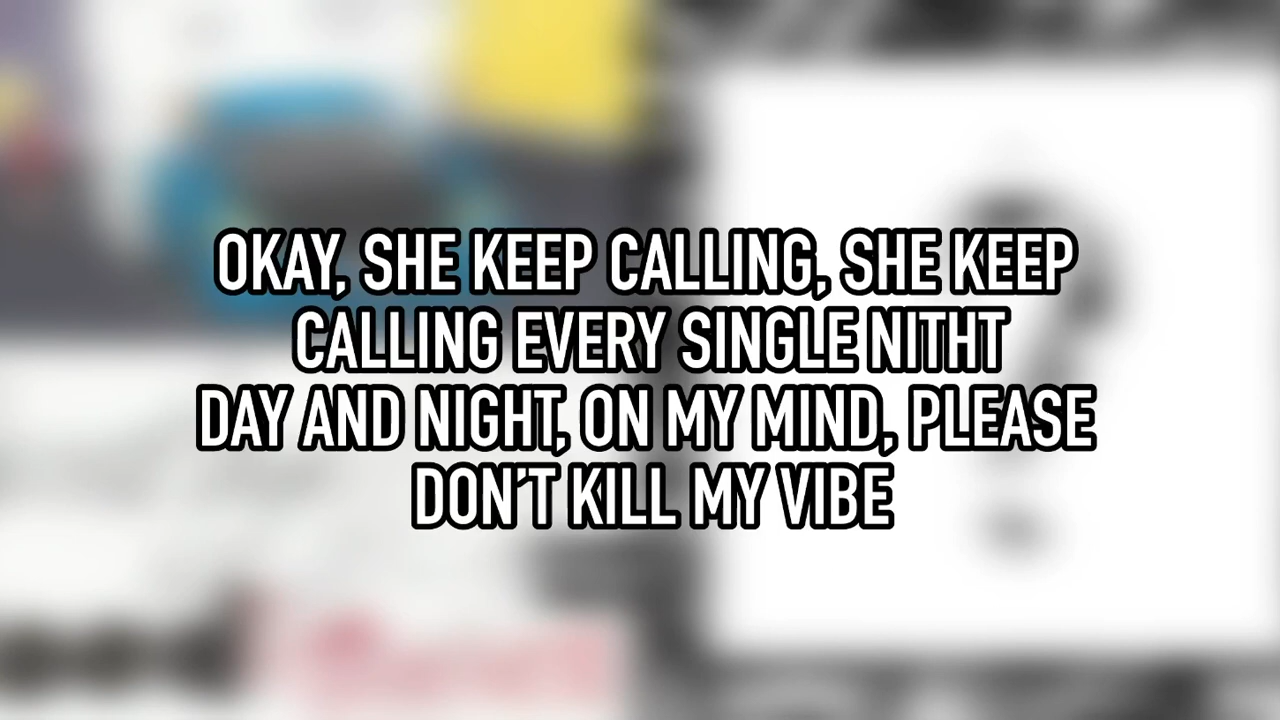 OKAY, SHE KEEP CALLING, SHE KEEP
CALLING EVERY SINGLE NITHT
DAY AND NIGHT, ON MY MIND, PLEASE
DON'T KILL MY VIBE